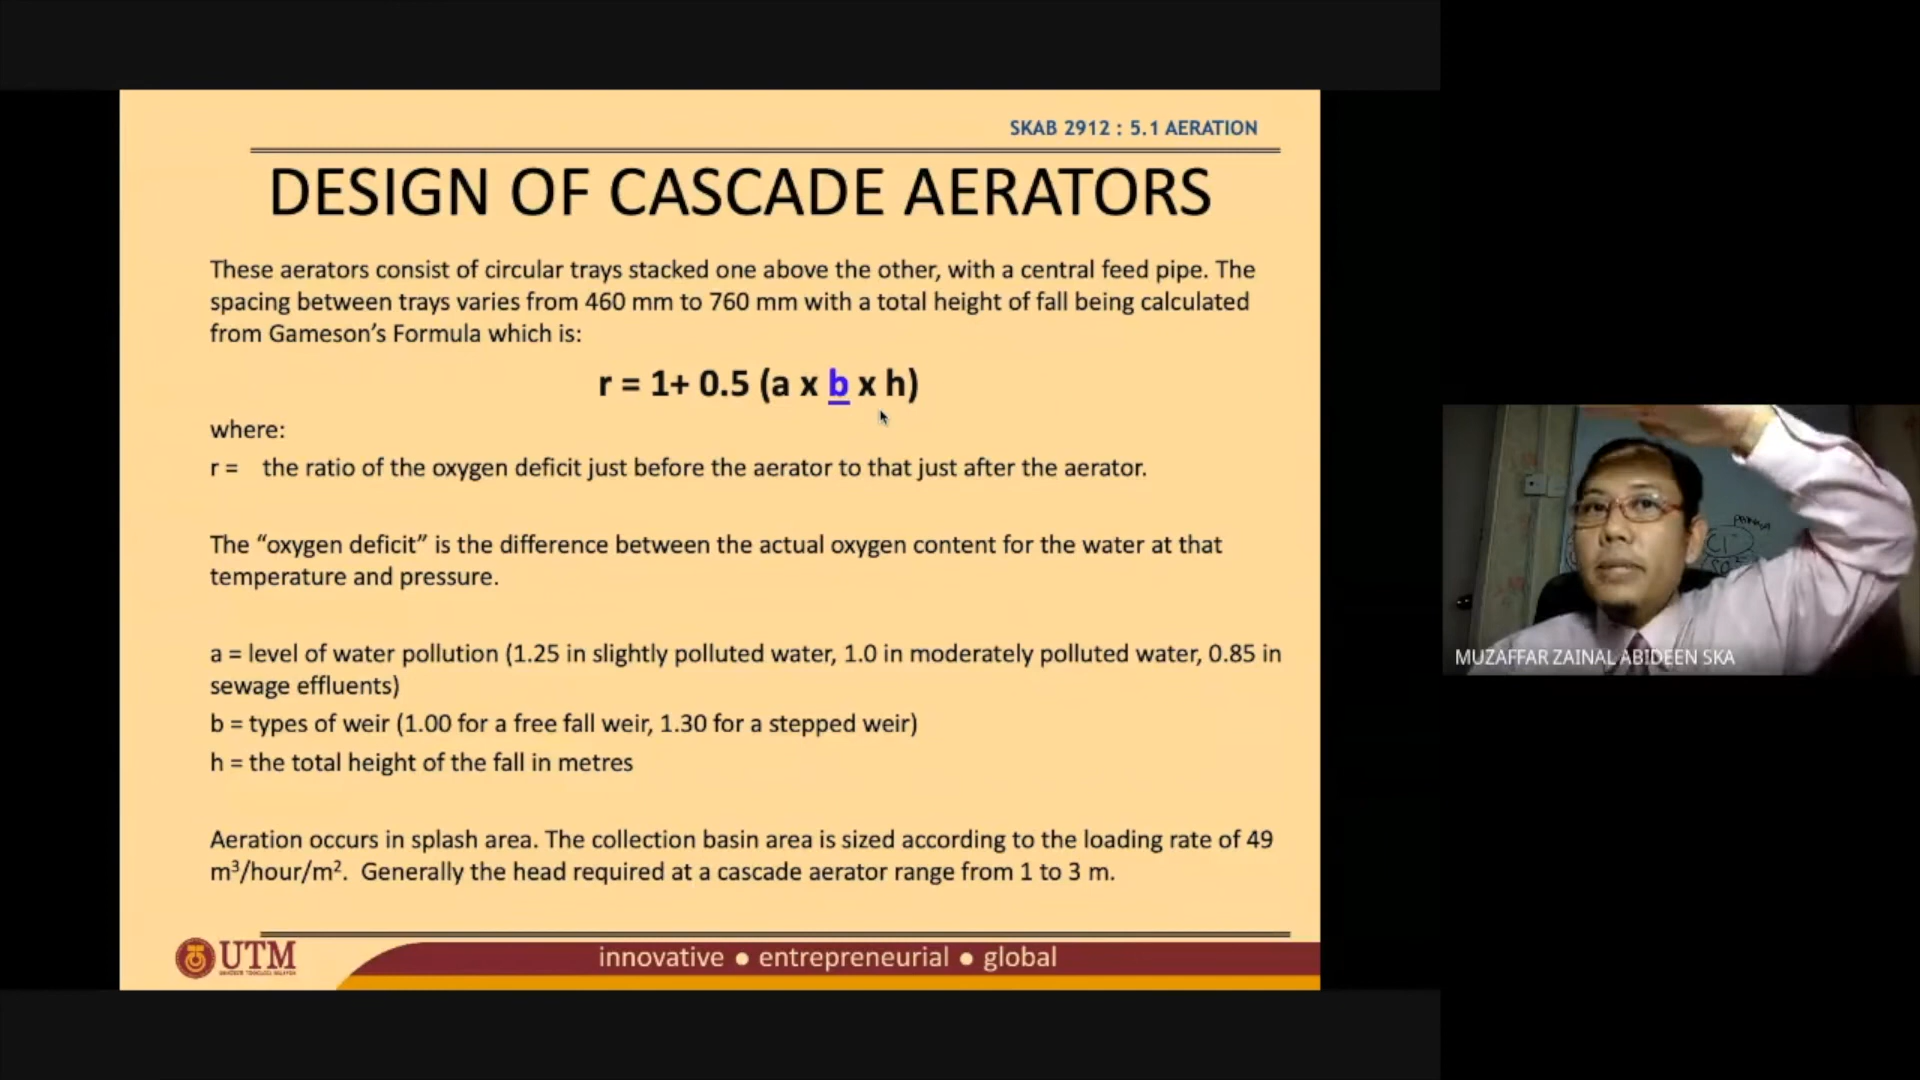 SKAB 2912 : 5.1 AERATION
DESIGN OF CASCADE AERATORS
These aerators consist of circular trays stacked one above the other, with a central feed pipe. The
spacing between trays varies from 460 mm to 760 mm with a total height of fall being calculated
from Gameson’s Formula which is:
r = 1+ 0.5 (a x b x h)
where:
r = the ratio of the oxygen deficit just before the aerator to that just after the aerator.
The “oxygen deficit” is the difference between the actual oxygen content for the water at that
temperature and pressure.
a = level of water pollution (1.25 in slightly polluted water, 1.0 in moderately polluted water, 0.85 in
sewage effluents)
b = types of weir (1.00 for a free fall weir, 1.30 for a stepped weir)
h = the total height of the fall in metres
Aeration occurs in splash area. The collection basin area is sized according to the loading rate of 49
m³/hour/m². Generally the head required at a cascade aerator range from 1 to 3 m.
UTM
innovative ● entrepreneurial ● global
MUZAFFAR ZAINAL ABIDEEN SKA